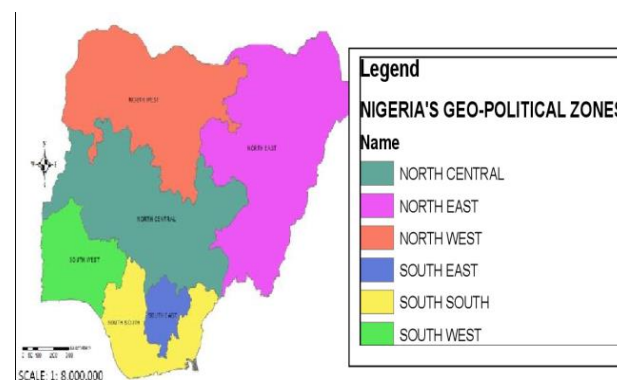 NORTH WEST
NORTH EAST
NORTH CENTRAL
SOUTH WEST
SOUTH SOUTH
SOUTH EAST
SCALE: 1: 8,000,000
Legend
NIGERIA'S GEO-POLITICAL ZONES
Name
NORTH CENTRAL
NORTH EAST
NORTH WEST
SOUTH EAST
SOUTH SOUTH
SOUTH WEST